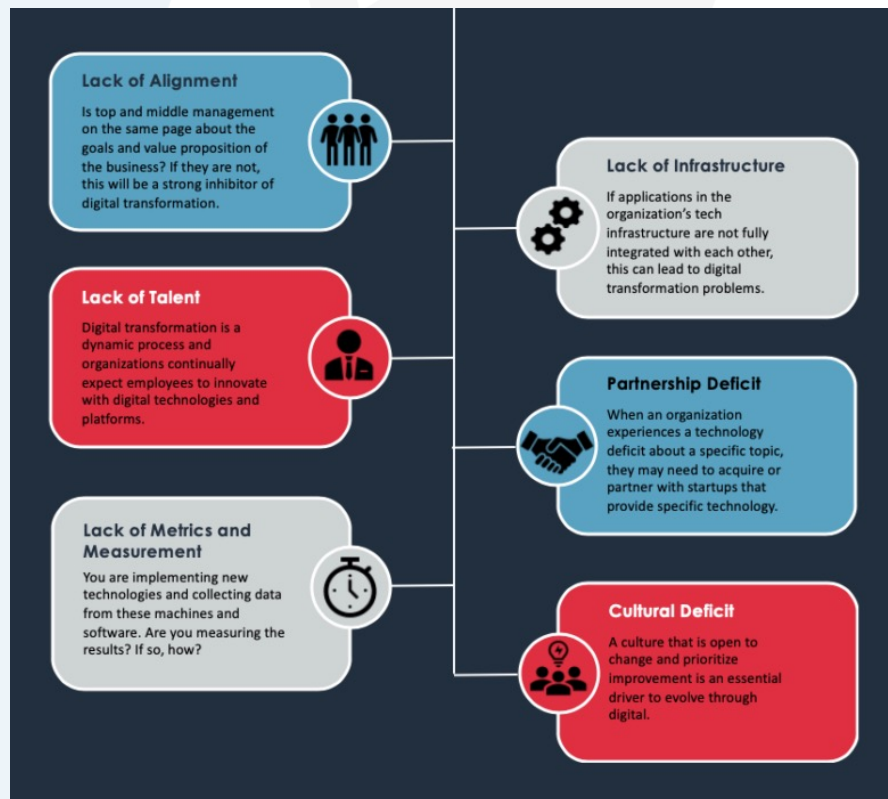 Lack of Alignment
Is top and middle management
on the same page about the
goals and value proposition of
the business? If they are not,
this will be a strong inhibitor of
digital transformation.
Lack of Infrastructure
If applications in the
organization's tech
infrastructure are not fully
integrated with each other,
this can lead to digital
transformation problems.
Lack of Talent
Digital transformation is a
dynamic process and
organizations continually
expect employees to innovate
with digital technologies and
platforms.
Partnership Deficit
When an organization
experiences a technology
deficit about a specific topic,
they may need to acquire or
partner with startups that
provide specific technology.
Lack of Metrics and
Measurement
You are implementing new
technologies and collecting data
from these machines and
software. Are you measuring the
results? If so, how?
Cultural Deficit
A culture that is open to
change and prioritize
improvement is an essential
driver to evolve through
digital.